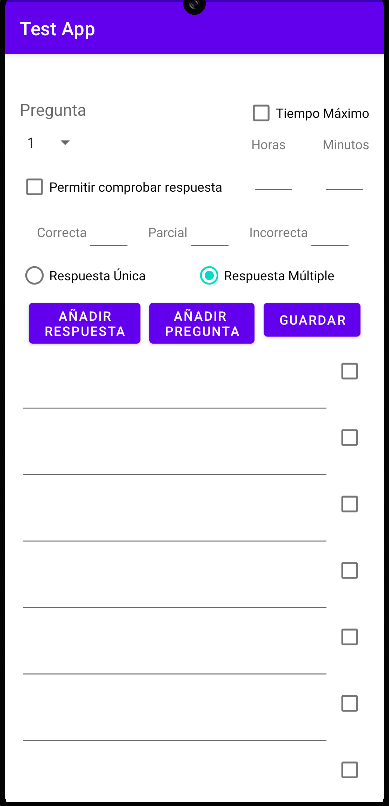 Test App
Pregunta
Tiempo Máximo
1
Horas Minutos
Permitir comprobar respuesta
Correcta Parcial Incorrecta
Respuesta Única Respuesta Múltiple
AÑADIR
RESPUESTA
AÑADIR
PREGUNTA
GUARDAR